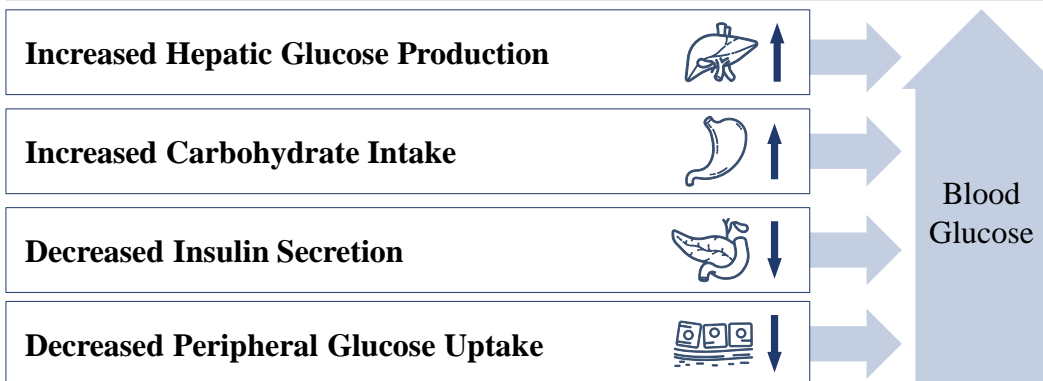 Increased Hepatic Glucose Production
Increased Carbohydrate Intake
Decreased Insulin Secretion
Decreased Peripheral Glucose Uptake
Blood
Glucose